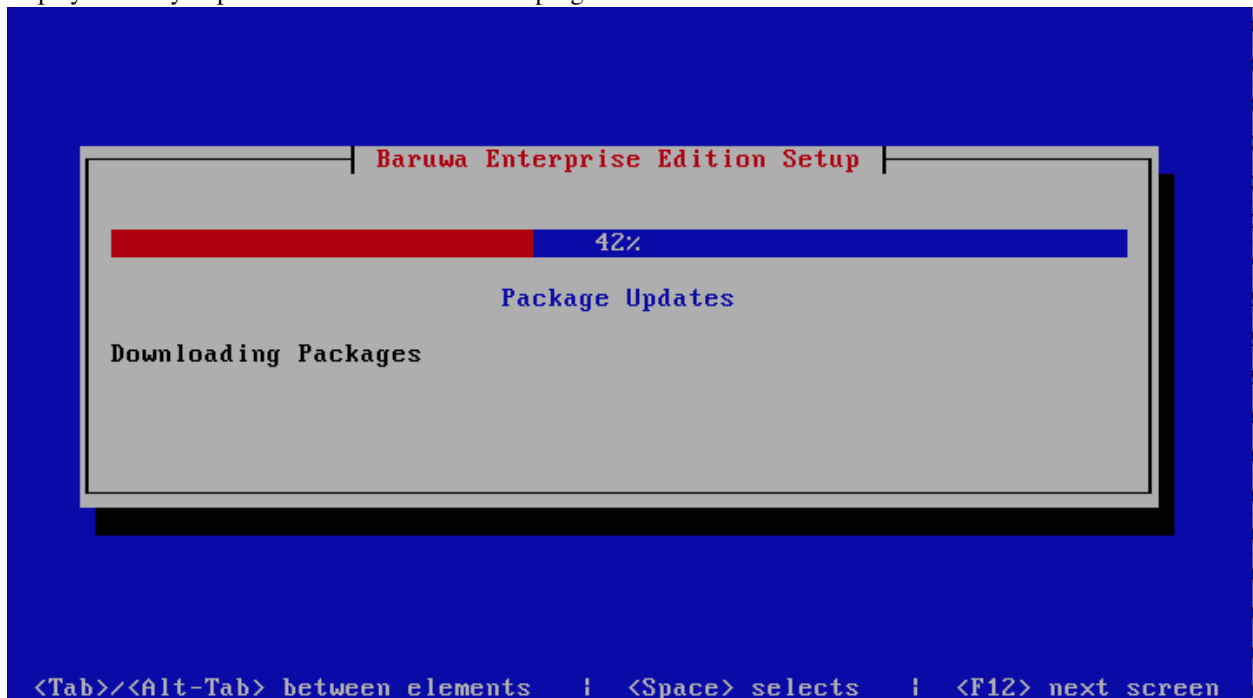 Baruwa Enterprise Edition Setup
42%
Package Updates
Downloading Packages
<Tab>/<Alt-Tab> between elements | <Space> selects | <F12> next screen